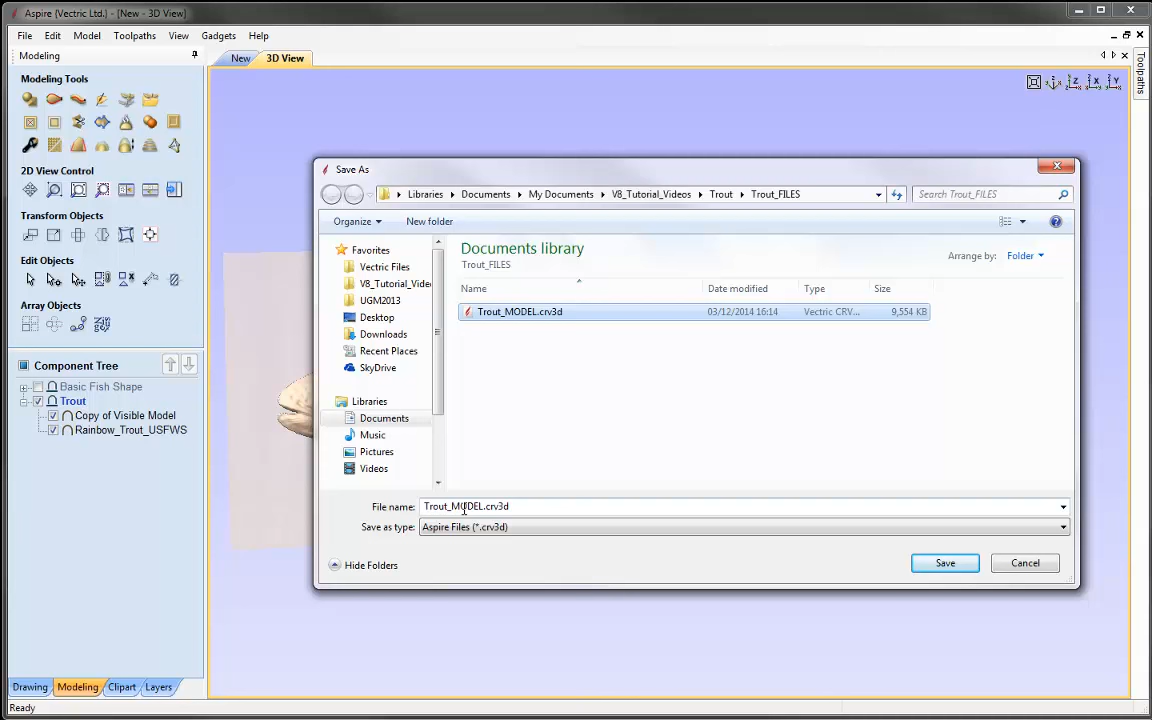 Aspire (Vectric Ltd.) - [New - 3D View]
File Edit Model Toolpaths View Gadgets Help
Modeling
New
3D View
Toolpaths
Modeling Tools
2D View Control
Transform Objects
Edit Objects
Array Objects
Component Tree
Basic Fish Shape
Trout
Copy of Visible Model
Rainbow_Trout_USFWS
Drawing Modeling Clipart Layers
Ready
Z X Y
Save As
Libraries Documents My Documents V8_Tutorial_Videos Trout Trout_FILES
Search Trout_FILES
Organize
New folder
Favorites
Vectric Files
V8_Tutorial_Video
UGM2013
Desktop
Downloads
Recent Places
SkyDrive
Libraries
Documents
Music
Pictures
Videos
Documents library
Trout_FILES
Arrange by: Folder
Name Date modified Type Size
Trout_MODEL.crv3d 03/12/2014 16:14 Vectric CRV... 9,554 KB
File name: Trout_MODEL.crv3d
Save as type: Aspire Files (*.crv3d)
Hide Folders
Save
Cancel